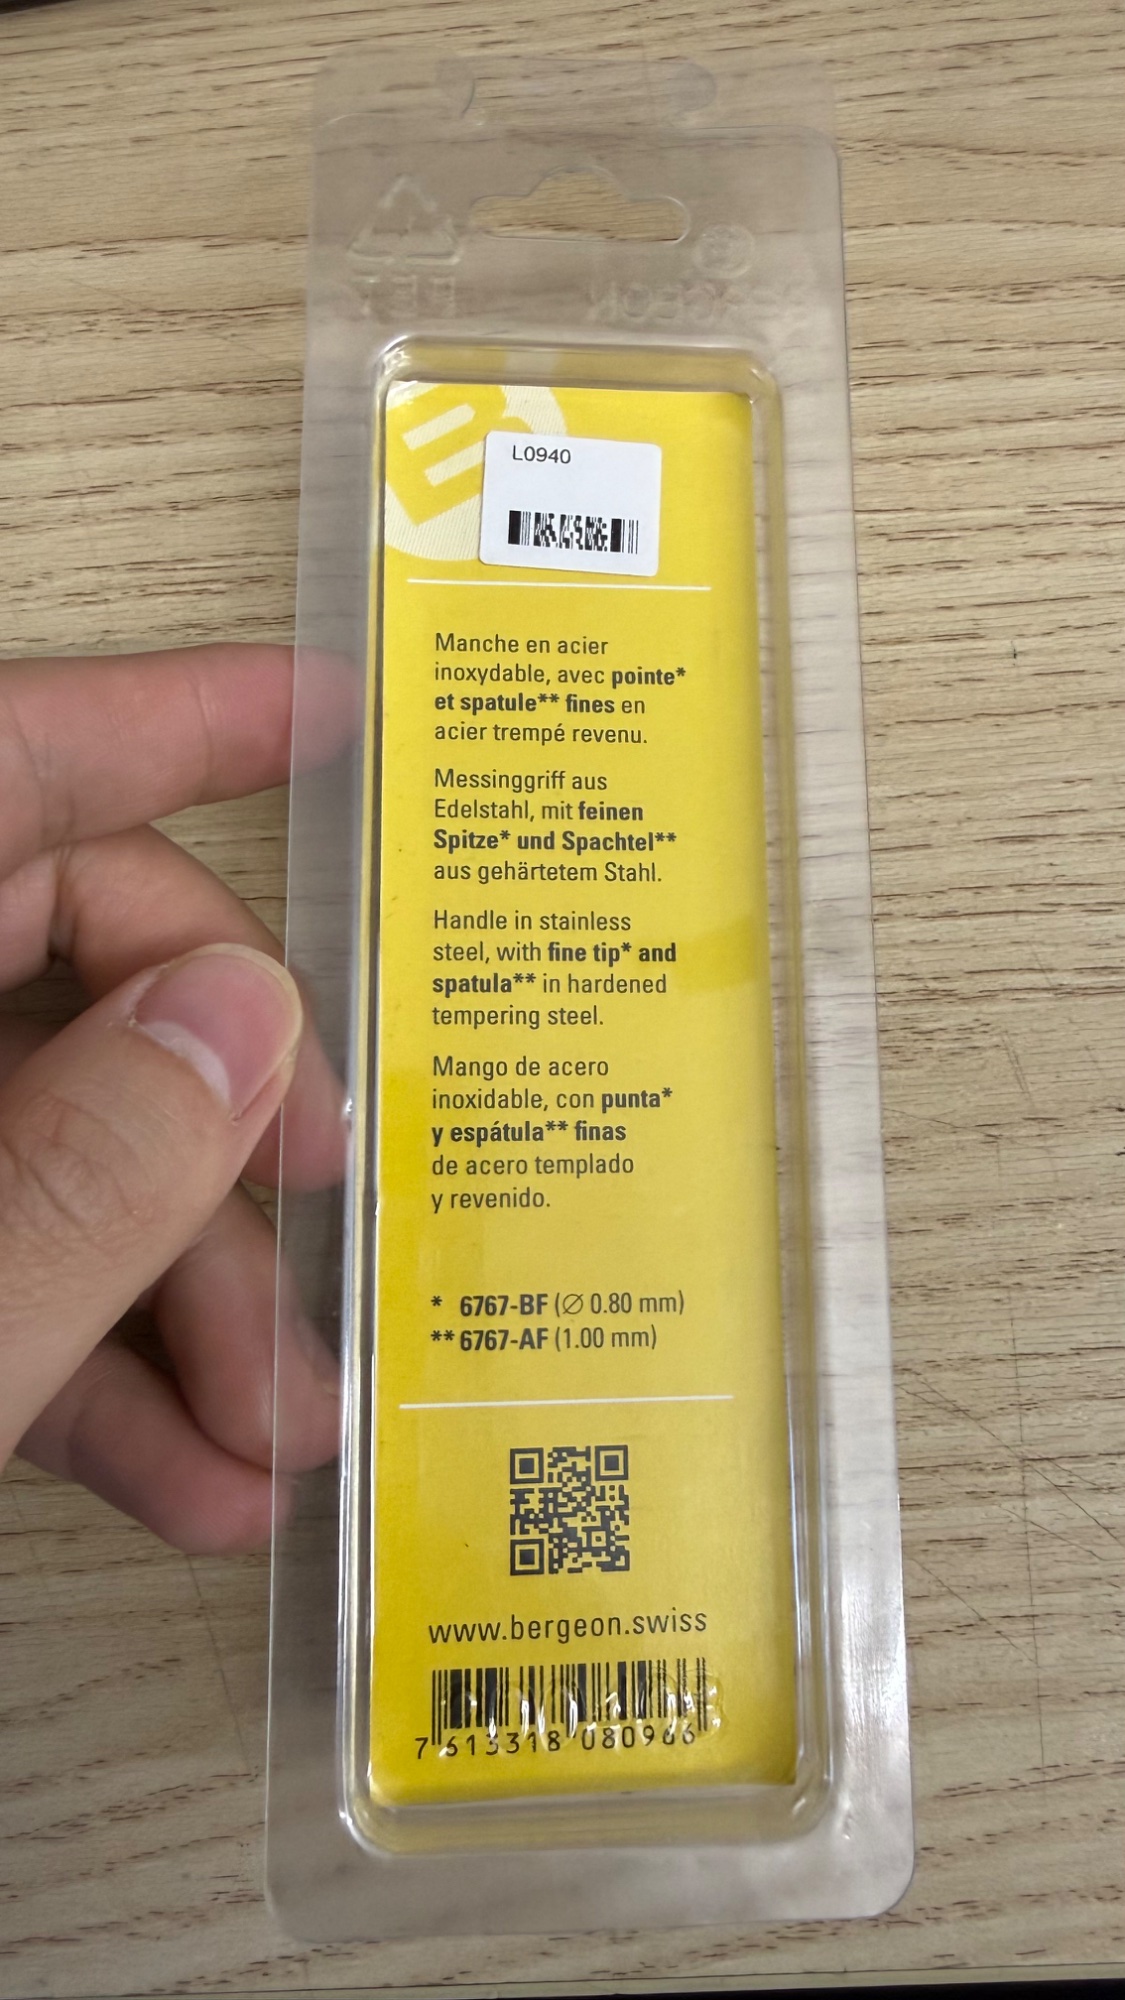 L0940
Manche en acier
inoxydable, avec pointe*
et spatule** fines en
acier trempé revenu.
Messinggriff aus
Edelstahl, mit feinen
Spitze* und Spachtel**
aus gehärtetem Stahl.
Handle in stainless
steel, with fine tip* and
spatula** in hardened
tempering steel.
Mango de acero
inoxidable, con punta*
y espátula** finas
de acero templado
y revenido.
* 6767-BF (∅ 0.80 mm)
** 6767-AF (1.00 mm)
www.bergeon.swiss
7 613318 080966